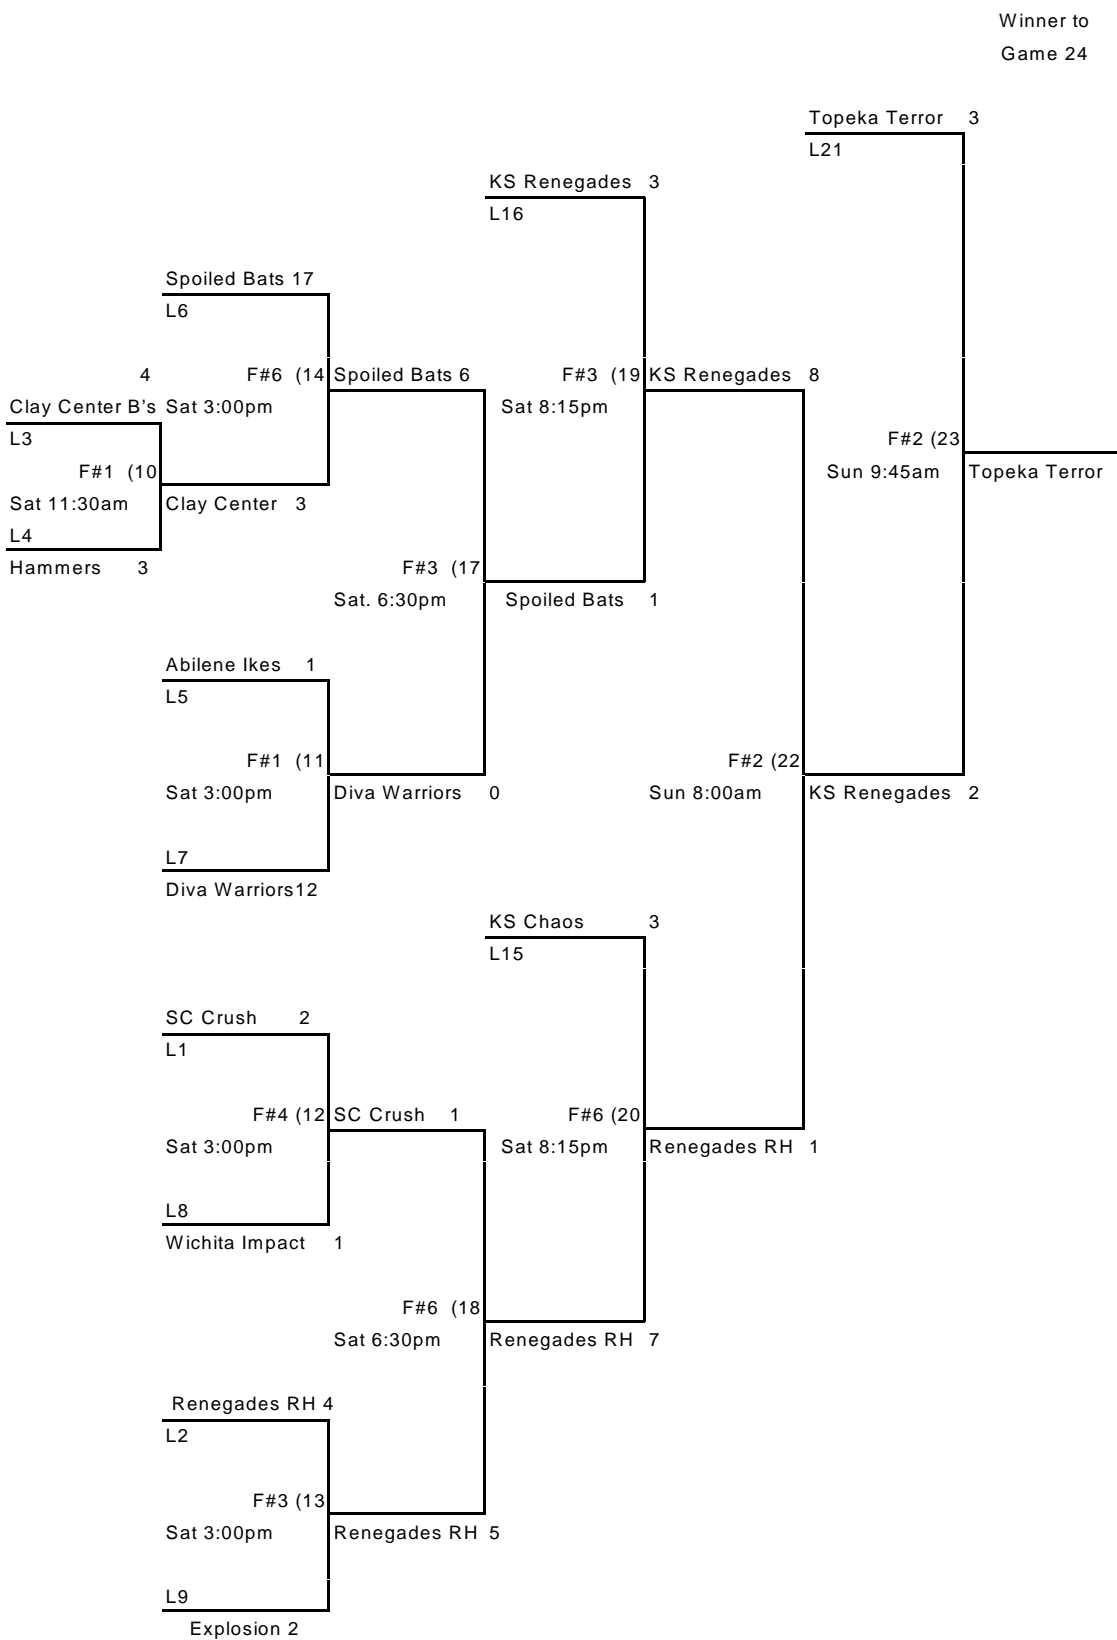 Winner to
Game 24
Topeka Terror 3
L21
KS Renegades 3
L16
Spoiled Bats 17
L6
4 F#6 (14 Spoiled Bats 6 F#3 (19 KS Renegades 8
Clay Center B's Sat 3:00pm Sat 8:15pm
L3 F#2 (23
F#1 (10 Sun 9:45am Topeka Terror
Sat 11:30am Clay Center 3
L4
Hammers 3 F#3 (17
Sat. 6:30pm Spoiled Bats 1
Abilene Ikes 1
L5
F#1 (11 F#2 (22
Sat 3:00pm Diva Warriors 0 Sun 8:00am KS Renegades 2
L7
Diva Warriors12
KS Chaos 3
L15
SC Crush 2
L1
F#4 (12 SC Crush 1 F#6 (20
Sat 3:00pm Sat 8:15pm Renegades RH 1
L8
Wichita Impact 1
F#6 (18
Sat 6:30pm Renegades RH 7
Renegades RH 4
L2
F#3 (13
Sat 3:00pm Renegades RH 5
L9
Explosion 2